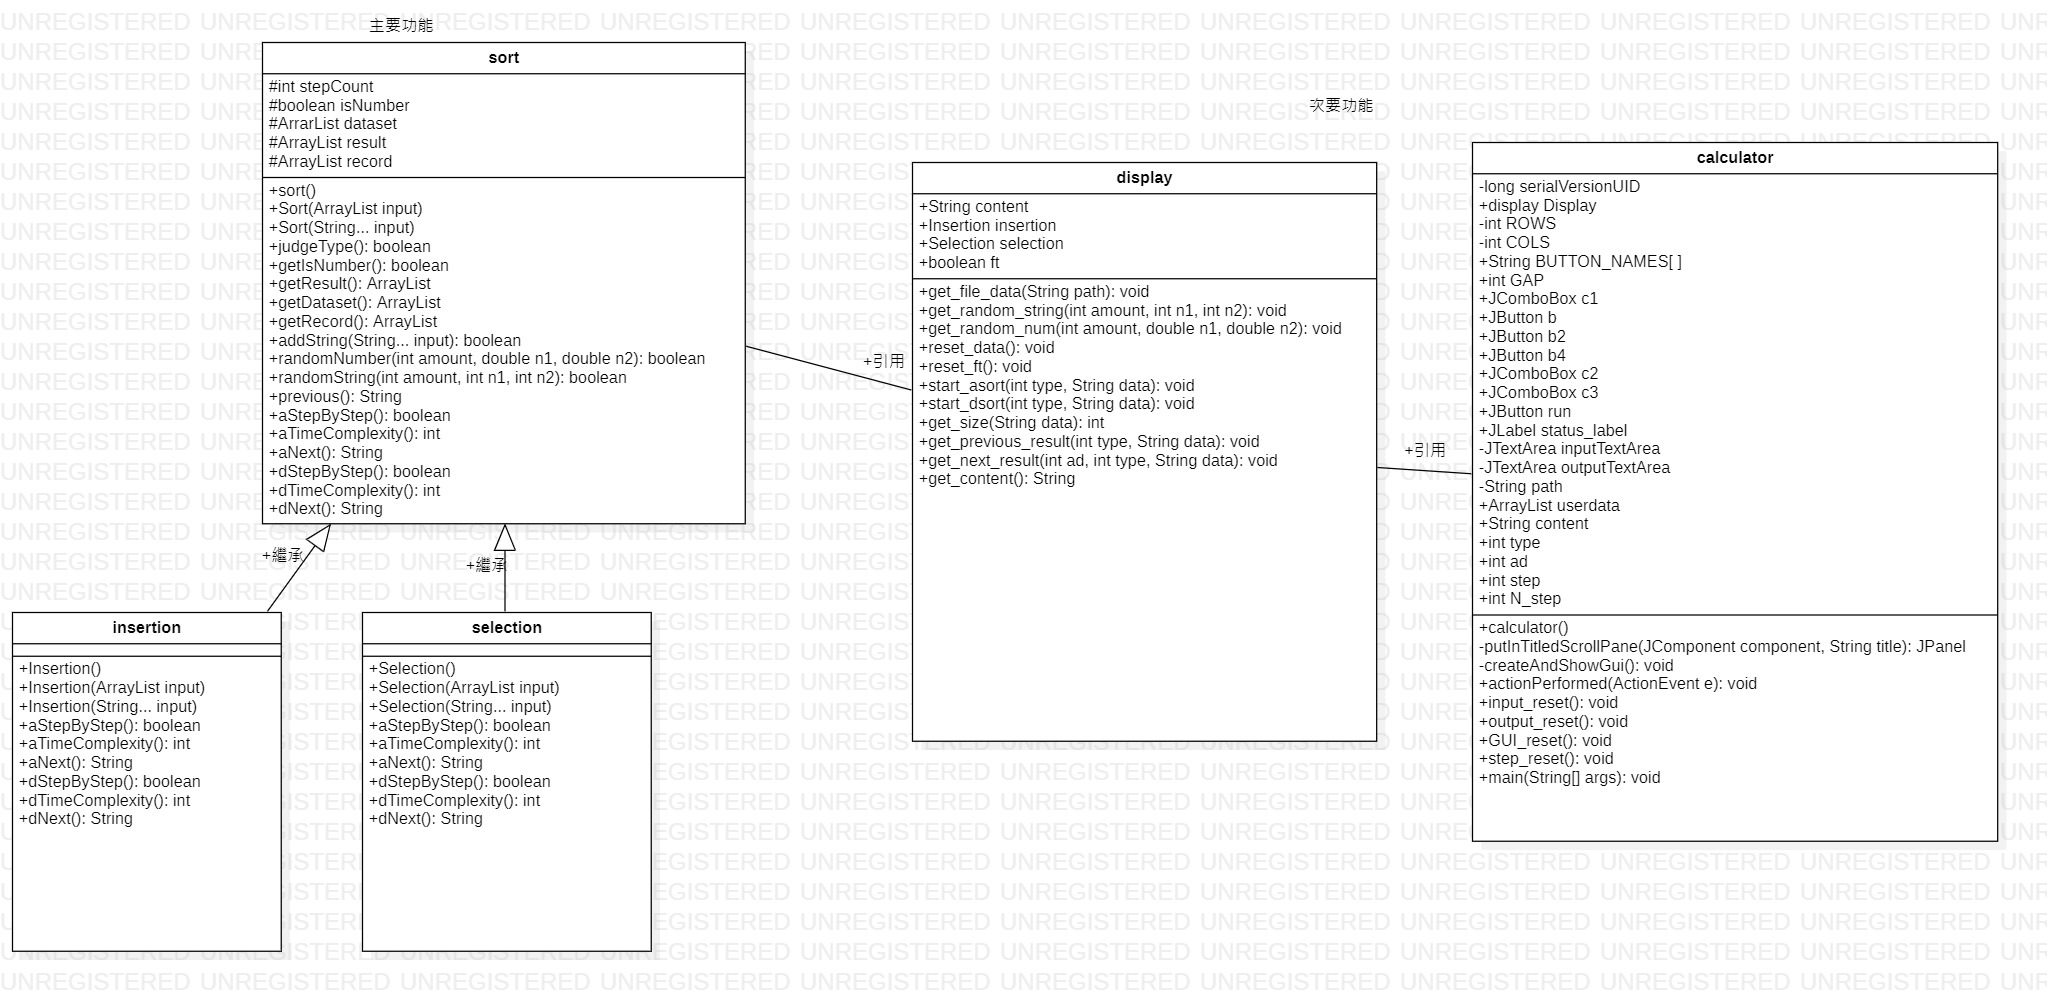 主要功能
sort
#int stepCount
#boolean isNumber
#ArrarList dataset
#ArrayList result
#ArrayList record
+sort()
+Sort(ArrayList input)
+Sort(String... input)
+judgeType(): boolean
+getIsNumber(): boolean
+getResult(): ArrayList
+getDataset(): ArrayList
+getRecord(): ArrayList
+addString(String... input): boolean
+randomNumber(int amount, double n1, double n2): boolean
+randomString(int amount, int n1, int n2): boolean
+previous(): String
+aStepByStep(): boolean
+aTimeComplexity(): int
+aNext(): String
+dStepByStep(): boolean
+dTimeComplexity(): int
+dNext(): String
+繼承
+繼承
insertion
+Insertion()
+Insertion(ArrayList input)
+Insertion(String... input)
+aStepByStep(): boolean
+aTimeComplexity(): int
+aNext(): String
+dStepByStep(): boolean
+dTimeComplexity(): int
+dNext(): String
selection
+Selection()
+Selection(ArrayList input)
+Selection(String... input)
+aStepByStep(): boolean
+aTimeComplexity(): int
+aNext(): String
+dStepByStep(): boolean
+dTimeComplexity(): int
+dNext(): String
+引用
次要功能
display
+String content
+Insertion insertion
+Selection selection
+boolean ft
+get_file_data(String path): void
+get_random_string(int amount, int n1, int n2): void
+get_random_num(int amount, double n1, double n2): void
+reset_data(): void
+reset_ft(): void
+start_asort(int type, String data): void
+start_dsort(int type, String data): void
+get_size(String data): int
+get_previous_result(int type, String data): void
+get_next_result(int ad, int type, String data): void
+get_content(): String
+引用
calculator
-long serialVersionUID
+display Display
-int ROWS
-int COLS
+String BUTTON_NAMES[ ]
+int GAP
+JComboBox c1
+JButton b
+JButton b2
+JButton b4
+JComboBox c2
+JComboBox c3
+JButton run
+JLabel status_label
-JTextArea inputTextArea
-JTextArea outputTextArea
-String path
+ArrayList userdata
+String content
+int type
+int ad
+int step
+int N_step
+calculator()
-putInTitledScrollPane(JComponent component, String title): JPanel
-createAndShowGui(): void
+actionPerformed(ActionEvent e): void
+input_reset(): void
+output_reset(): void
+GUI_reset(): void
+step_reset(): void
+main(String[] args): void
UNREGISTERED